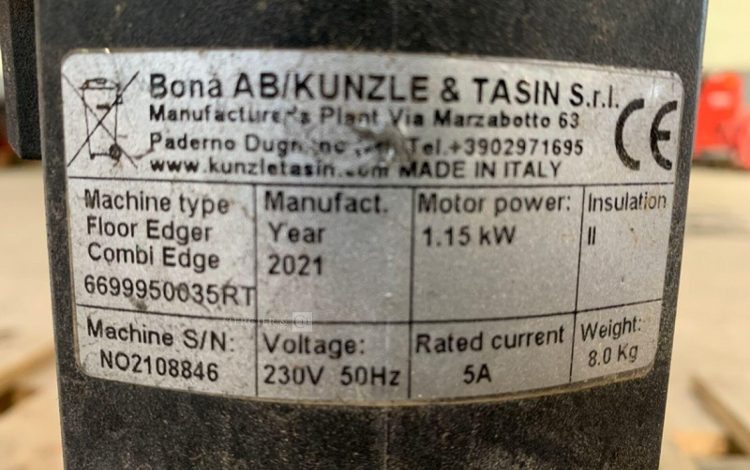 Bona AB/KUNZLE & TASIN S.r.l.
Manufacturer's Plant Via Marzabotto 63
Paderno Tel.+3902971695
www.kunzletasin.com MADE IN ITALY
CE
Machine type
Floor Edger
Combi Edge
6699950035RT
Manufact.
Year
2021
Motor power:
1.15 kW
Insulation
II
Machine S/N:
NO2108846
Voltage:
230V 50Hz
Rated current
5A
Weight:
8.0 Kg